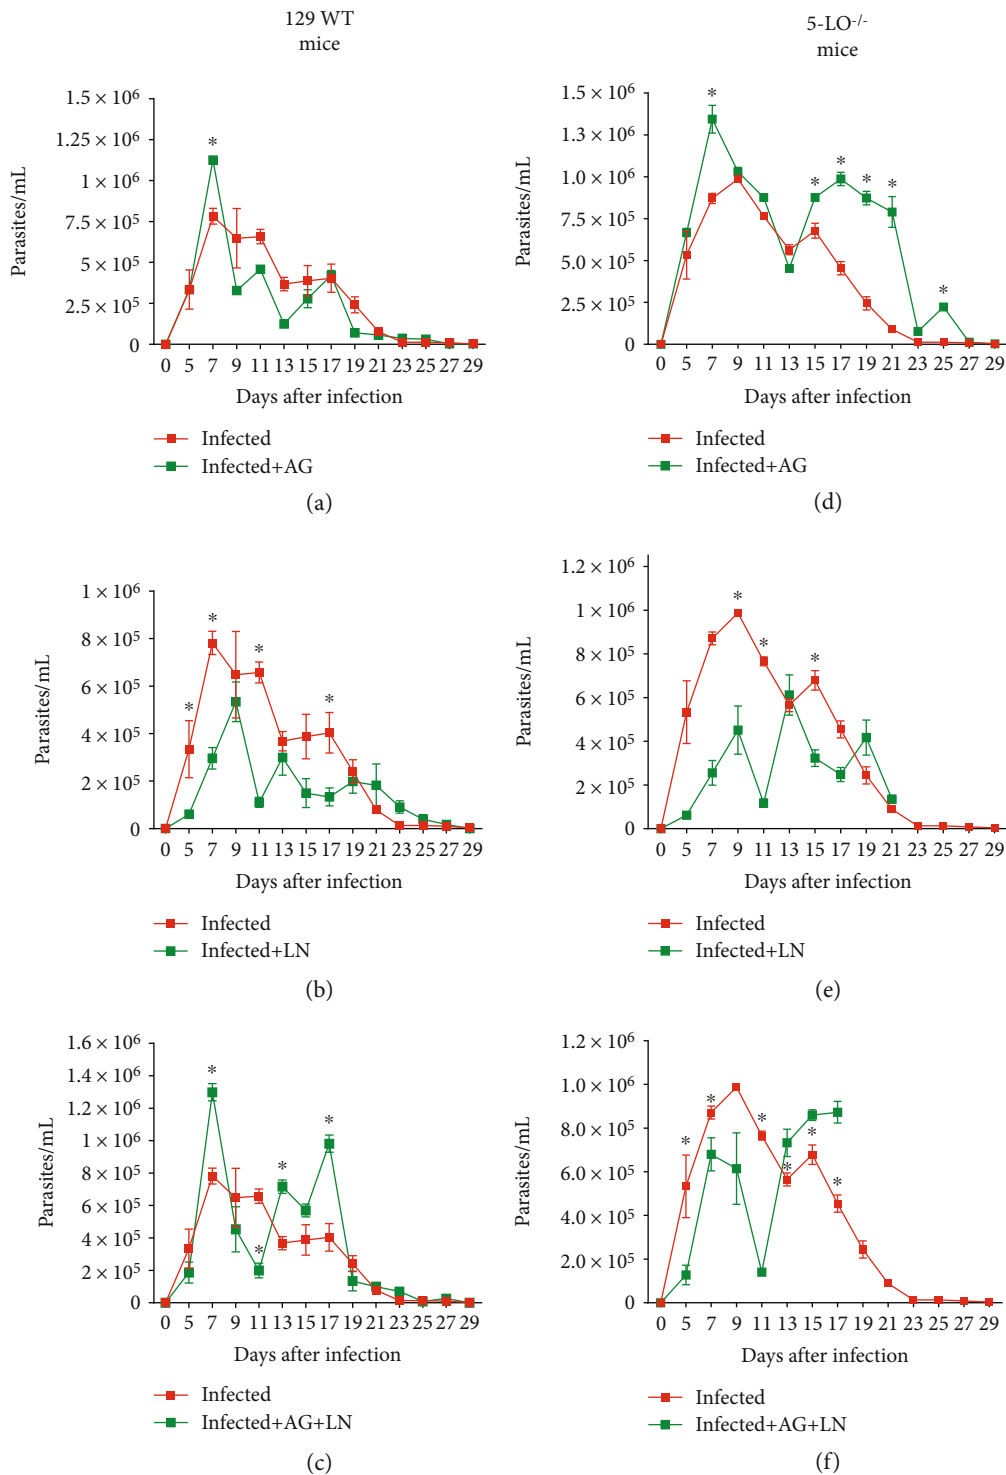 129 WT
mice
5-LO-/-
mice
1.5 × 10⁶
1.25 × 10⁶
1 × 10⁶
7.5 × 10⁵
5 × 10⁵
2.5 × 10⁵
0
Parasites/mL
*
0 5 7 9 11 13 15 17 19 21 23 25 27 29
Days after infection
Infected
Infected+AG
(a)
1.5 × 10⁶
1.3 × 10⁶
1.0 × 10⁶
7.5 × 10⁵
5.0 × 10⁵
2.5 × 10⁵
0
Parasites/mL
* * * * * *
0 5 7 9 11 13 15 17 19 21 23 25 27 29
Days after infection
Infected
Infected+AG
(d)
1 × 10⁶
8 × 10⁵
6 × 10⁵
4 × 10⁵
2 × 10⁵
0
Parasites/mL
* * * *
0 5 7 9 11 13 15 17 19 21 23 25 27 29
Days after infection
Infected
Infected+LN
(b)
1.2 × 10⁶
1 × 10⁶
8 × 10⁵
6 × 10⁵
4 × 10⁵
2 × 10⁵
0
Parasites/mL
* * *
0 5 7 9 11 13 15 17 19 21 23 25 27 29
Days after infection
Infected
Infected+LN
(e)
1.6 × 10⁶
1.4 × 10⁶
1.2 × 10⁶
1 × 10⁶
8 × 10⁵
6 × 10⁵
4 × 10⁵
2 × 10⁵
0
Parasites/mL
* * * *
0 5 7 9 11 13 15 17 19 21 23 25 27 29
Days after infection
Infected
Infected+AG+LN
(c)
1.2 × 10⁶
1.0 × 10⁶
8.0 × 10⁵
6.0 × 10⁵
4.0 × 10⁵
2.0 × 10⁵
0
Parasites/mL
* * * * * *
0 5 7 9 11 13 15 17 19 21 23 25 27 29
Days after infection
Infected
Infected+AG+LN
(f)